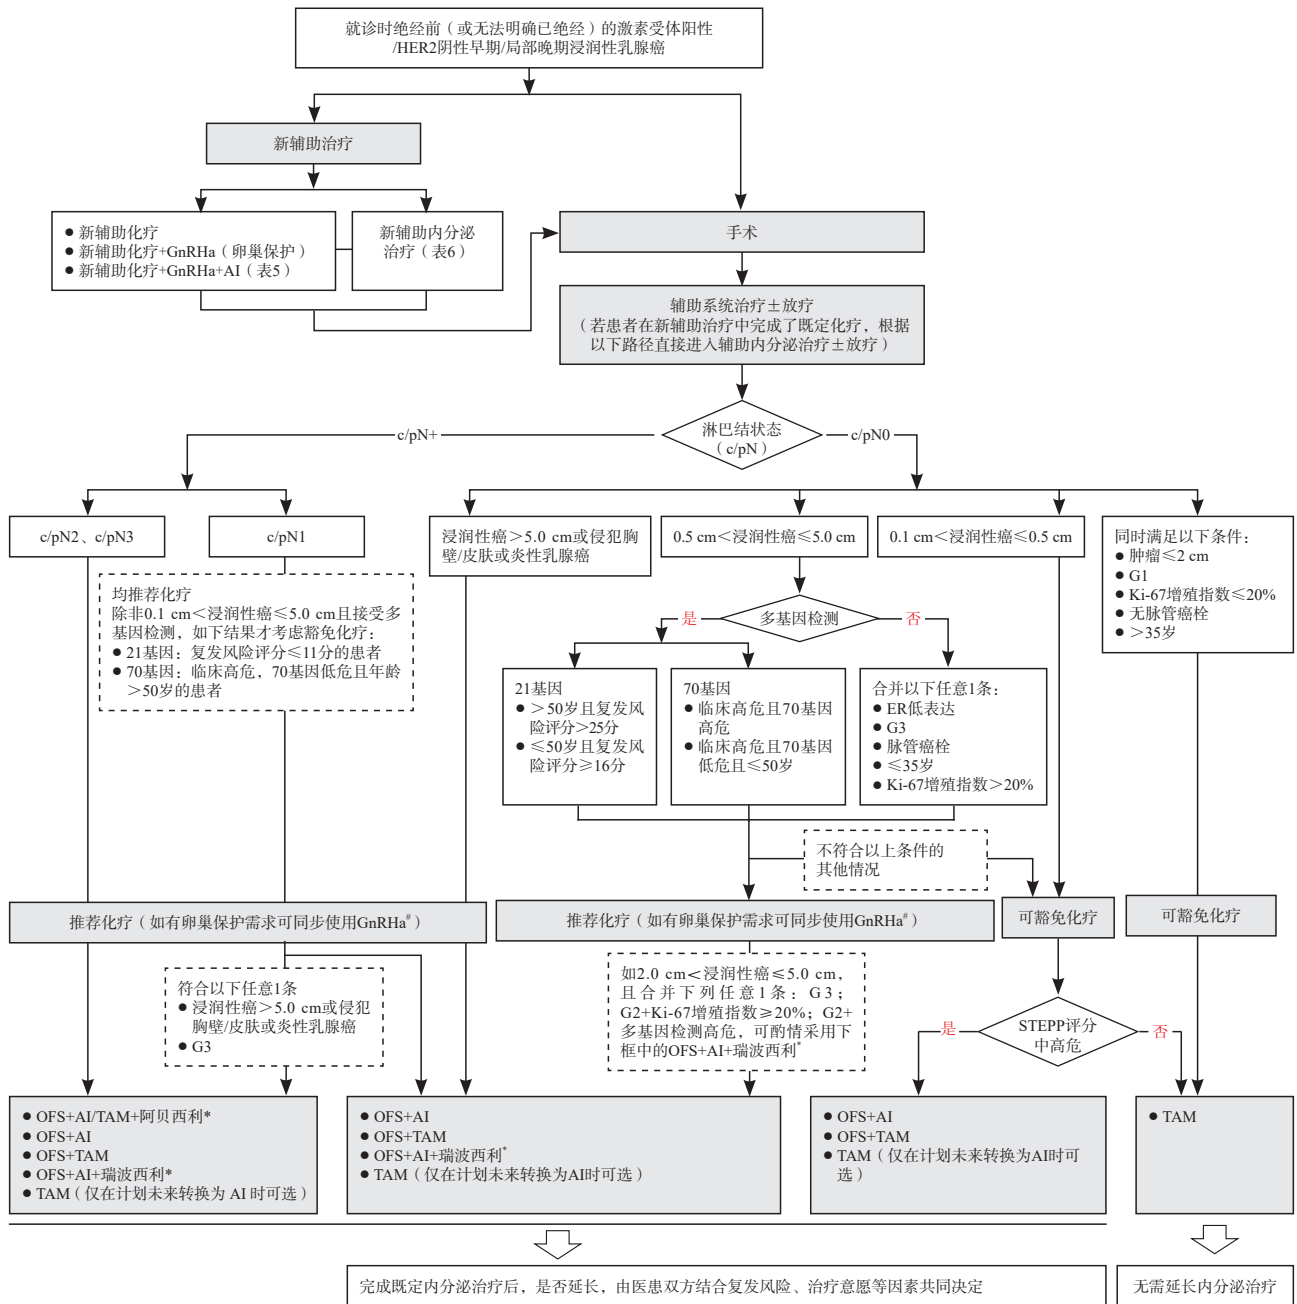 就诊时绝经前（或无法明确已绝经）的激素受体阳性
/HER2阴性早期/局部晚期浸润性乳腺癌
新辅助治疗
● 新辅助化疗
● 新辅助化疗+GnRHa（卵巢保护）
● 新辅助化疗+GnRHa+AI（表5）
新辅助内分泌
治疗（表6）
手术
辅助系统治疗±放疗
（若患者在新辅助治疗中完成了既定化疗，根据
以下路径直接进入辅助内分泌治疗±放疗）
淋巴结状态
（c/pN）
c/pN+
c/pN0
c/pN2、c/pN3
c/pN1
浸润性癌＞5.0 cm或侵犯胸
壁/皮肤或炎性乳腺癌
0.5 cm＜浸润性癌≤5.0 cm
0.1 cm＜浸润性癌≤0.5 cm
同时满足以下条件：
● 肿瘤≤2 cm
● G1
● Ki-67增殖指数≤20%
● 无脉管癌栓
● ＞35岁
均推荐化疗
除非0.1 cm＜浸润性癌≤5.0 cm且接受多
基因检测，如下结果才考虑豁免化疗：
● 21基因：复发风险评分≤11分的患者
● 70基因：临床高危，70基因低危且年龄
＞50岁的患者
多基因检测
是
否
21基因
● ＞50岁且复发风
险评分＞25分
● ≤50岁且复发风
险评分≥16分
70基因
● 临床高危且70基因
高危
● 临床高危且70基因
低危且≤50岁
合并以下任意1条：
● ER低表达
● G3
● 脉管癌栓
● ≤35岁
● Ki-67增殖指数＞20%
不符合以上条件的
其他情况
推荐化疗（如有卵巢保护需求可同步使用GnRHa#）
推荐化疗（如有卵巢保护需求可同步使用GnRHa#）
可豁免化疗
可豁免化疗
符合以下任意1条
● 浸润性癌＞5.0 cm或侵犯
胸壁/皮肤或炎性乳腺癌
● G3
如2.0 cm＜浸润性癌≤5.0 cm，
且合并下列任意1条：G3；
G2+Ki-67增殖指数≥20%；G2+
多基因检测高危，可酌情采用下
框中的OFS+AI+瑞波西利*
STEPP评分
中高危
是
否
● OFS+AI/TAM+阿贝西利*
● OFS+AI
● OFS+TAM
● OFS+AI+瑞波西利*
● TAM（仅在计划未来转换为 AI 时可选）
● OFS+AI
● OFS+TAM
● OFS+AI+瑞波西利*
● TAM（仅在计划未来转换为AI时可选）
● OFS+AI
● OFS+TAM
● TAM（仅在计划未来转换为AI时可
选）
● TAM
完成既定内分泌治疗后，是否延长，由医患双方结合复发风险、治疗意愿等因素共同决定
无需延长内分泌治疗